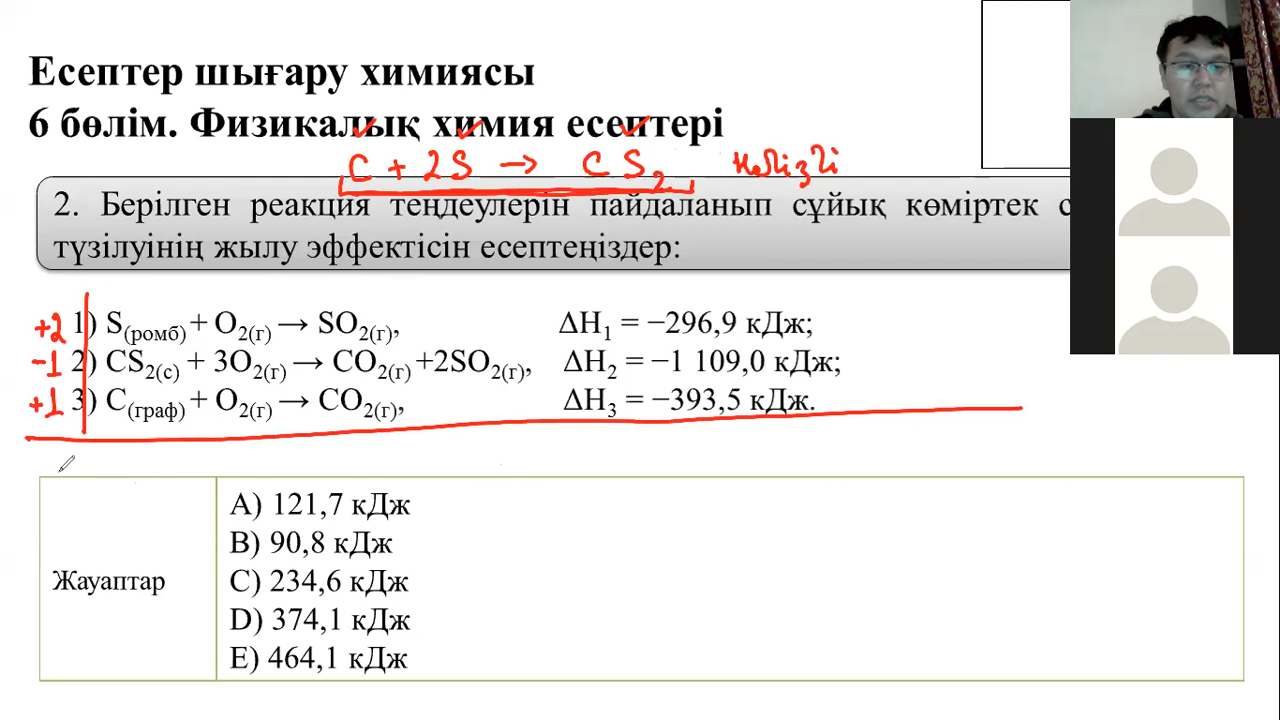 Есептер шығару химиясы
6 бөлім. Физикалық химия есептері
C + 2S → CS₂ негізгі
2. Берілген реакция теңдеулерін пайдаланып сұйық көміртек с
түзілуінің жылу эффектісін есептеңіздер:
+2 1) S(ромб) + O₂(г) → SO₂(г), ΔH₁ = −296,9 кДж;
−1 2) CS₂(с) + 3O₂(г) → CO₂(г) +2SO₂(г), ΔH₂ = −1 109,0 кДж;
+1 3) C(граф) + O₂(г) → CO₂(г), ΔH₃ = −393,5 кДж.
Жауаптар
A) 121,7 кДж
B) 90,8 кДж
C) 234,6 кДж
D) 374,1 кДж
E) 464,1 кДж